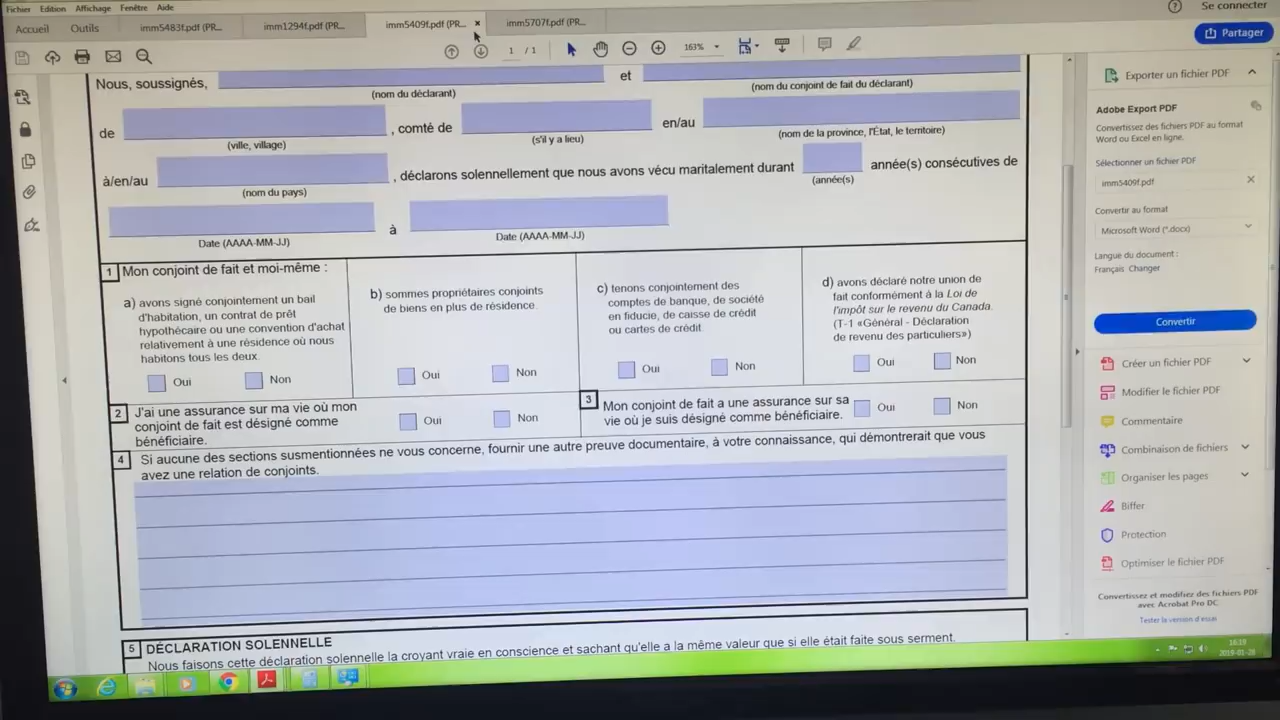 Fichier Edition Affichage Fenêtre Aide
Se connecter
Accueil Outils imm5483f.pdf (PR... imm1294f.pdf (PR... imm5409f.pdf (PR... × imm5707f.pdf (PR...
Partager
1 / 1 163%
Nous, soussignés, et
(nom du déclarant) (nom du conjoint de fait du déclarant)
de , comté de en/au
(ville, village) (s'il y a lieu) (nom de la province, l'État, le territoire)
à/en/au , déclarons solennellement que nous avons vécu maritalement durant année(s) consécutives de
(nom du pays) (année(s)
à
Date (AAAA-MM-JJ) Date (AAAA-MM-JJ)
1 Mon conjoint de fait et moi-même :
a) avons signé conjointement un bail
d'habitation, un contrat de prêt
hypothécaire ou une convention d'achat
relativement à une résidence où nous
habitons tous les deux.
Oui Non
b) sommes propriétaires conjoints
de biens en plus de résidence.
Oui Non
c) tenons conjointement des
comptes de banque, de société
en fiducie, de caisse de crédit
ou cartes de crédit
Oui Non
d) avons déclaré notre union de
fait conformément à la Loi de
l'impôt sur le revenu du Canada.
(T-1 «Général - Déclaration
de revenu des particuliers»)
Oui Non
2 J'ai une assurance sur ma vie où mon
conjoint de fait est désigné comme
bénéficiaire.
Oui Non
3 Mon conjoint de fait a une assurance sur sa
vie où je suis désigné comme bénéficiaire.
Oui Non
4 Si aucune des sections susmentionnées ne vous concerne, fournir une autre preuve documentaire, à votre connaissance, qui démontrerait que vous
avez une relation de conjoints.
5 DÉCLARATION SOLENNELLE
Nous faisons cette déclaration solennelle la croyant vraie en conscience et sachant qu'elle a la même valeur que si elle était faite sous serment.
Exporter un fichier PDF
Adobe Export PDF
Convertissez des fichiers PDF au format
Word ou Excel en ligne.
Sélectionner un fichier PDF
imm5409f.pdf
Convertir au format
Microsoft Word (*.docx)
Langue du document :
Français Changer
Convertir
Créer un fichier PDF
Modifier le fichier PDF
Commentaire
Combinaison de fichiers
Organiser les pages
Biffer
Protection
Optimiser le fichier PDF
Convertissez et modifiez des fichiers PDF
avec Acrobat Pro DC
Tester la version d'essai
16:19
2019-01-28